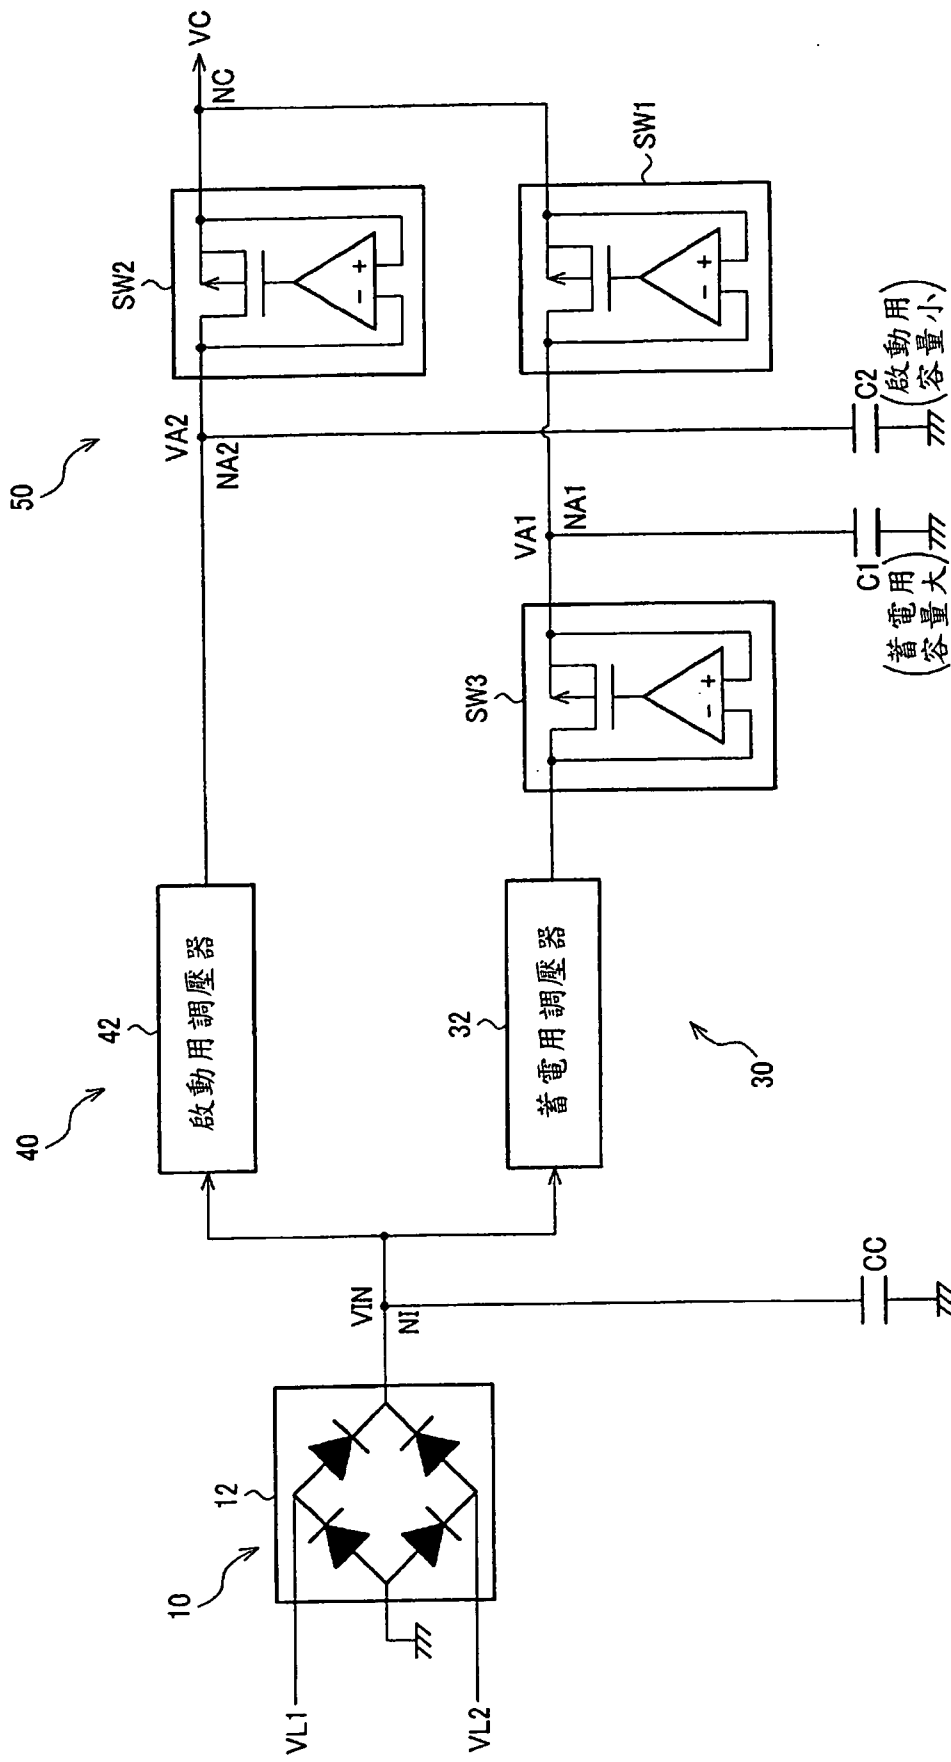 50
40
10
SW2
VC
NC
VA2
NA2
42
啟動用調壓器
12
VL1
VL2
VIN
NI
32
蓄電用調壓器
30
SW3
VA1
NA1
SW1
CC
C1
(蓄電用
容量大)
C2
(啟動用
容量小)
- +
- +
- +